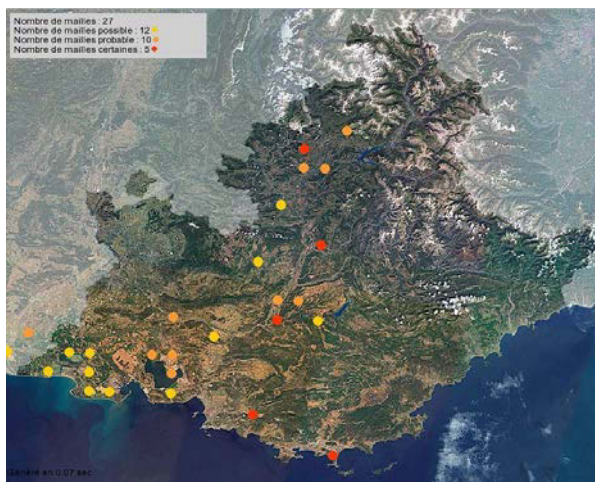 Nombre de mailles : 27
Nombre de mailles possible : 12
Nombre de mailles probable : 10
Nombre de mailles certaines : 5
Généré en 0.07 sec